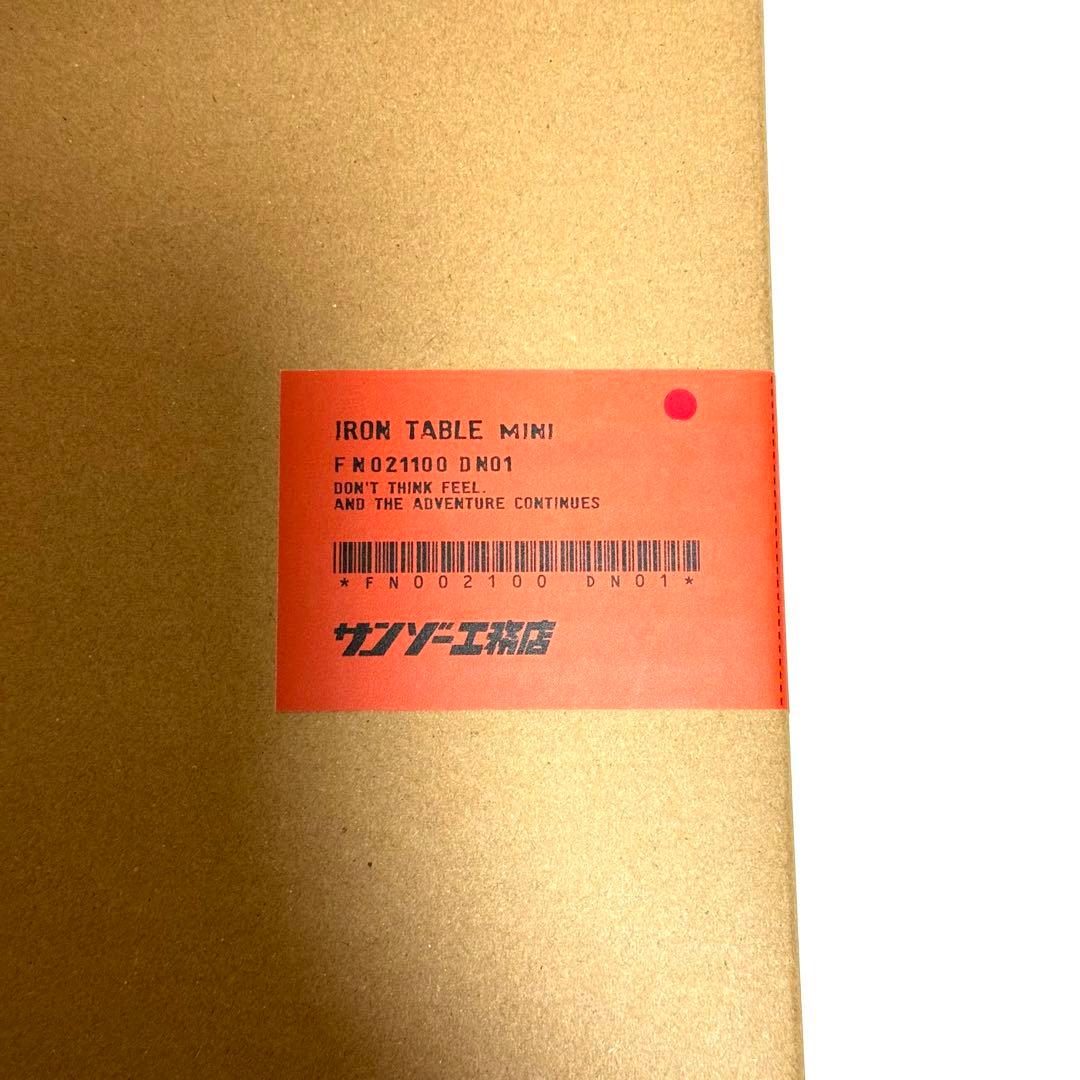 IRON TABLE MINI
FN021100 DN01
DON'T THINK FEEL.
AND THE ADVENTURE CONTINUES
*FN002100 DN01*
サンゾー工務店